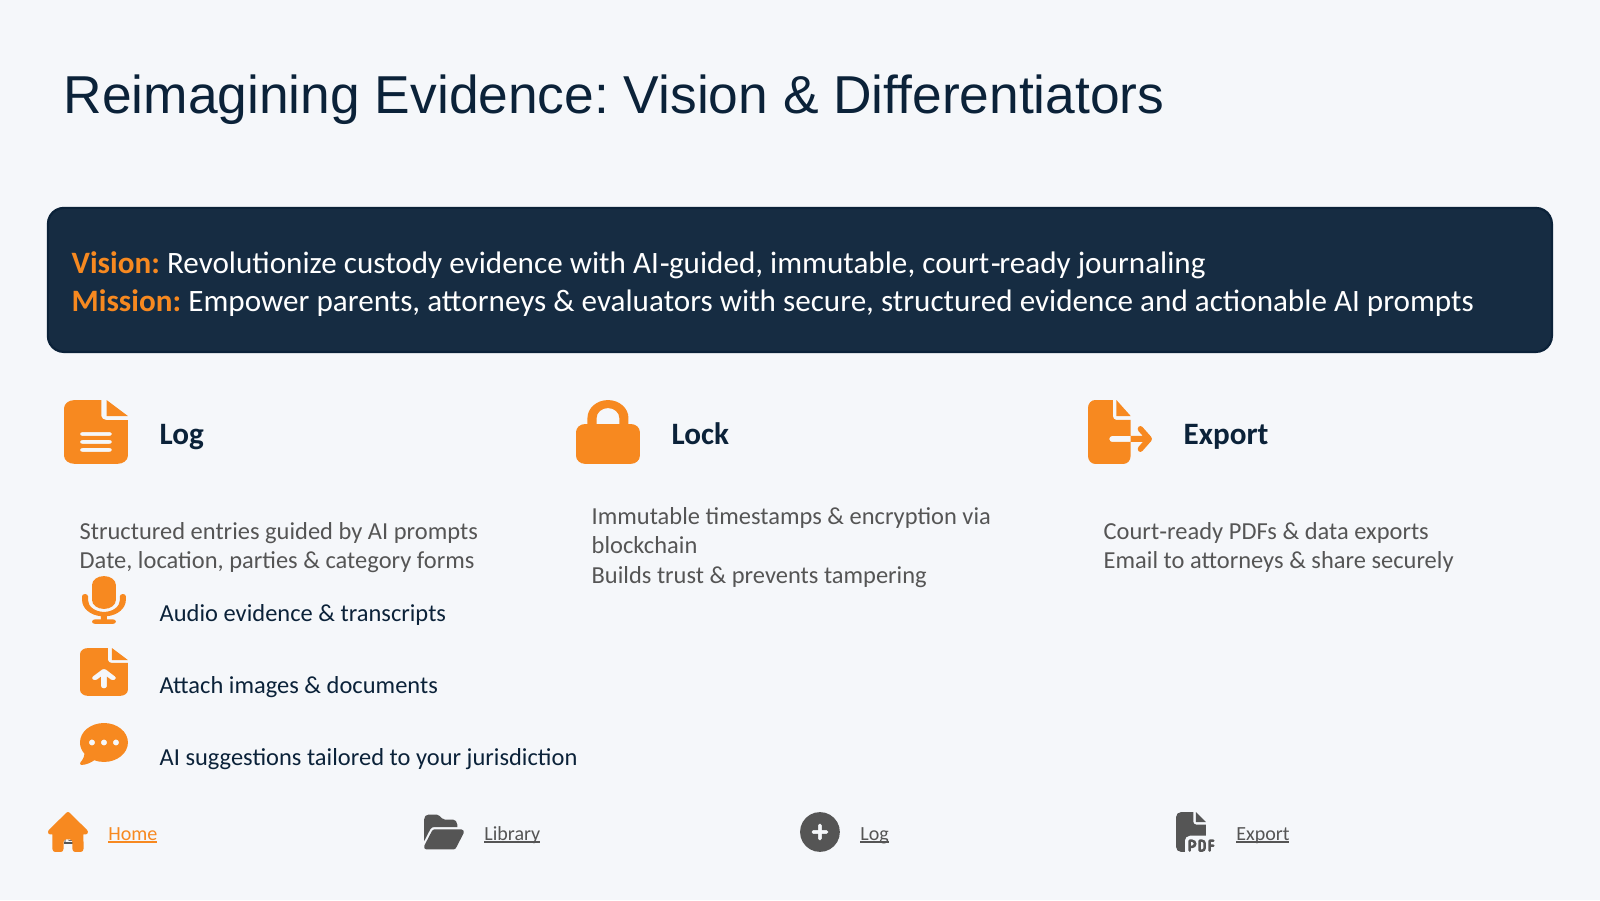 Reimagining Evidence: Vision & Differentiators
Vision: Revolutionize custody evidence with AI-guided, immutable, court-ready journaling
Mission: Empower parents, attorneys & evaluators with secure, structured evidence and actionable AI prompts
Log
Structured entries guided by AI prompts
Date, location, parties & category forms
Audio evidence & transcripts
Attach images & documents
AI suggestions tailored to your jurisdiction
Lock
Immutable timestamps & encryption via
blockchain
Builds trust & prevents tampering
Export
Court-ready PDFs & data exports
Email to attorneys & share securely
Home
Library
Log
PDF
Export